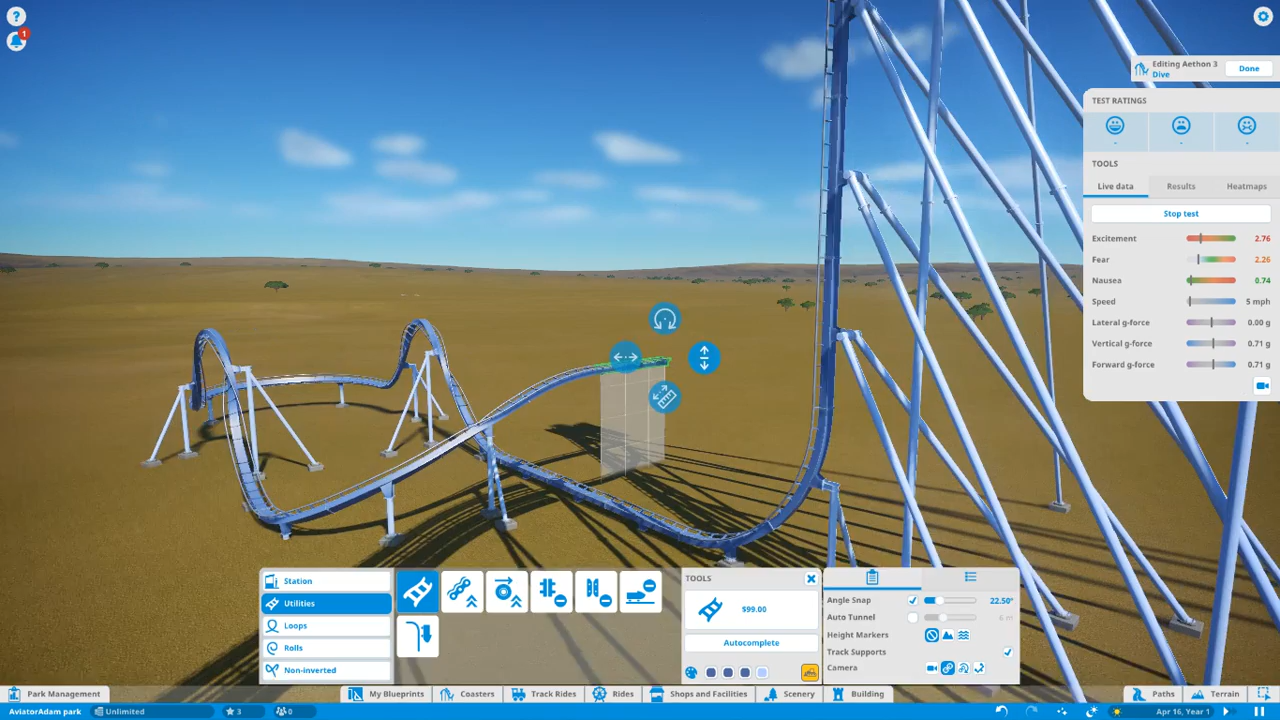 ?
1
Editing Aethon 3
Dive
Done
TEST RATINGS
- - -
TOOLS
Live data Results Heatmaps
Stop test
Excitement 2.76
Fear 2.26
Nausea 0.74
Speed 5 mph
Lateral g-force 0.00 g
Vertical g-force 0.71 g
Forward g-force 0.71 g
Station
Utilities
Loops
Rolls
Non-inverted
TOOLS
$99.00
Autocomplete
Angle Snap 22.50°
Auto Tunnel 6 m
Height Markers
Track Supports
Camera
Park Management My Blueprints Coasters Track Rides Rides Shops and Facilities Scenery Building Paths Terrain
AviatorAdam park Unlimited 3 0 Apr 16, Year 1